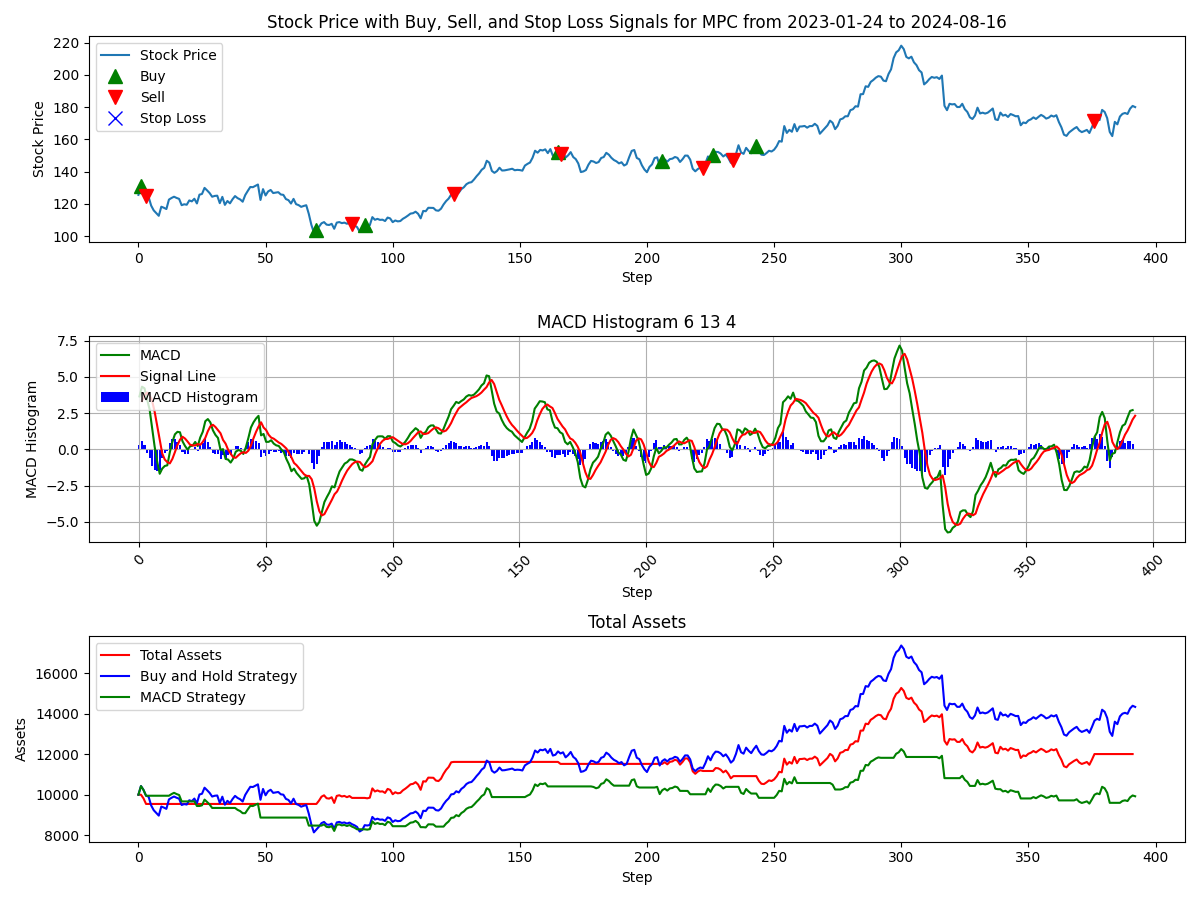 Stock Price with Buy, Sell, and Stop Loss Signals for MPC from 2023-01-24 to 2024-08-16
Stock Price
Buy
Sell
Stop Loss
Stock Price
220
200
180
160
140
120
100
0 50 100 150 200 250 300 350 400
Step
MACD Histogram 6 13 4
MACD
Signal Line
MACD Histogram
MACD Histogram
7.5
5.0
2.5
0.0
−2.5
−5.0
0 50 100 150 200 250 300 350 400
Step
Total Assets
Total Assets
Buy and Hold Strategy
MACD Strategy
Assets
16000
14000
12000
10000
8000
0 50 100 150 200 250 300 350 400
Step